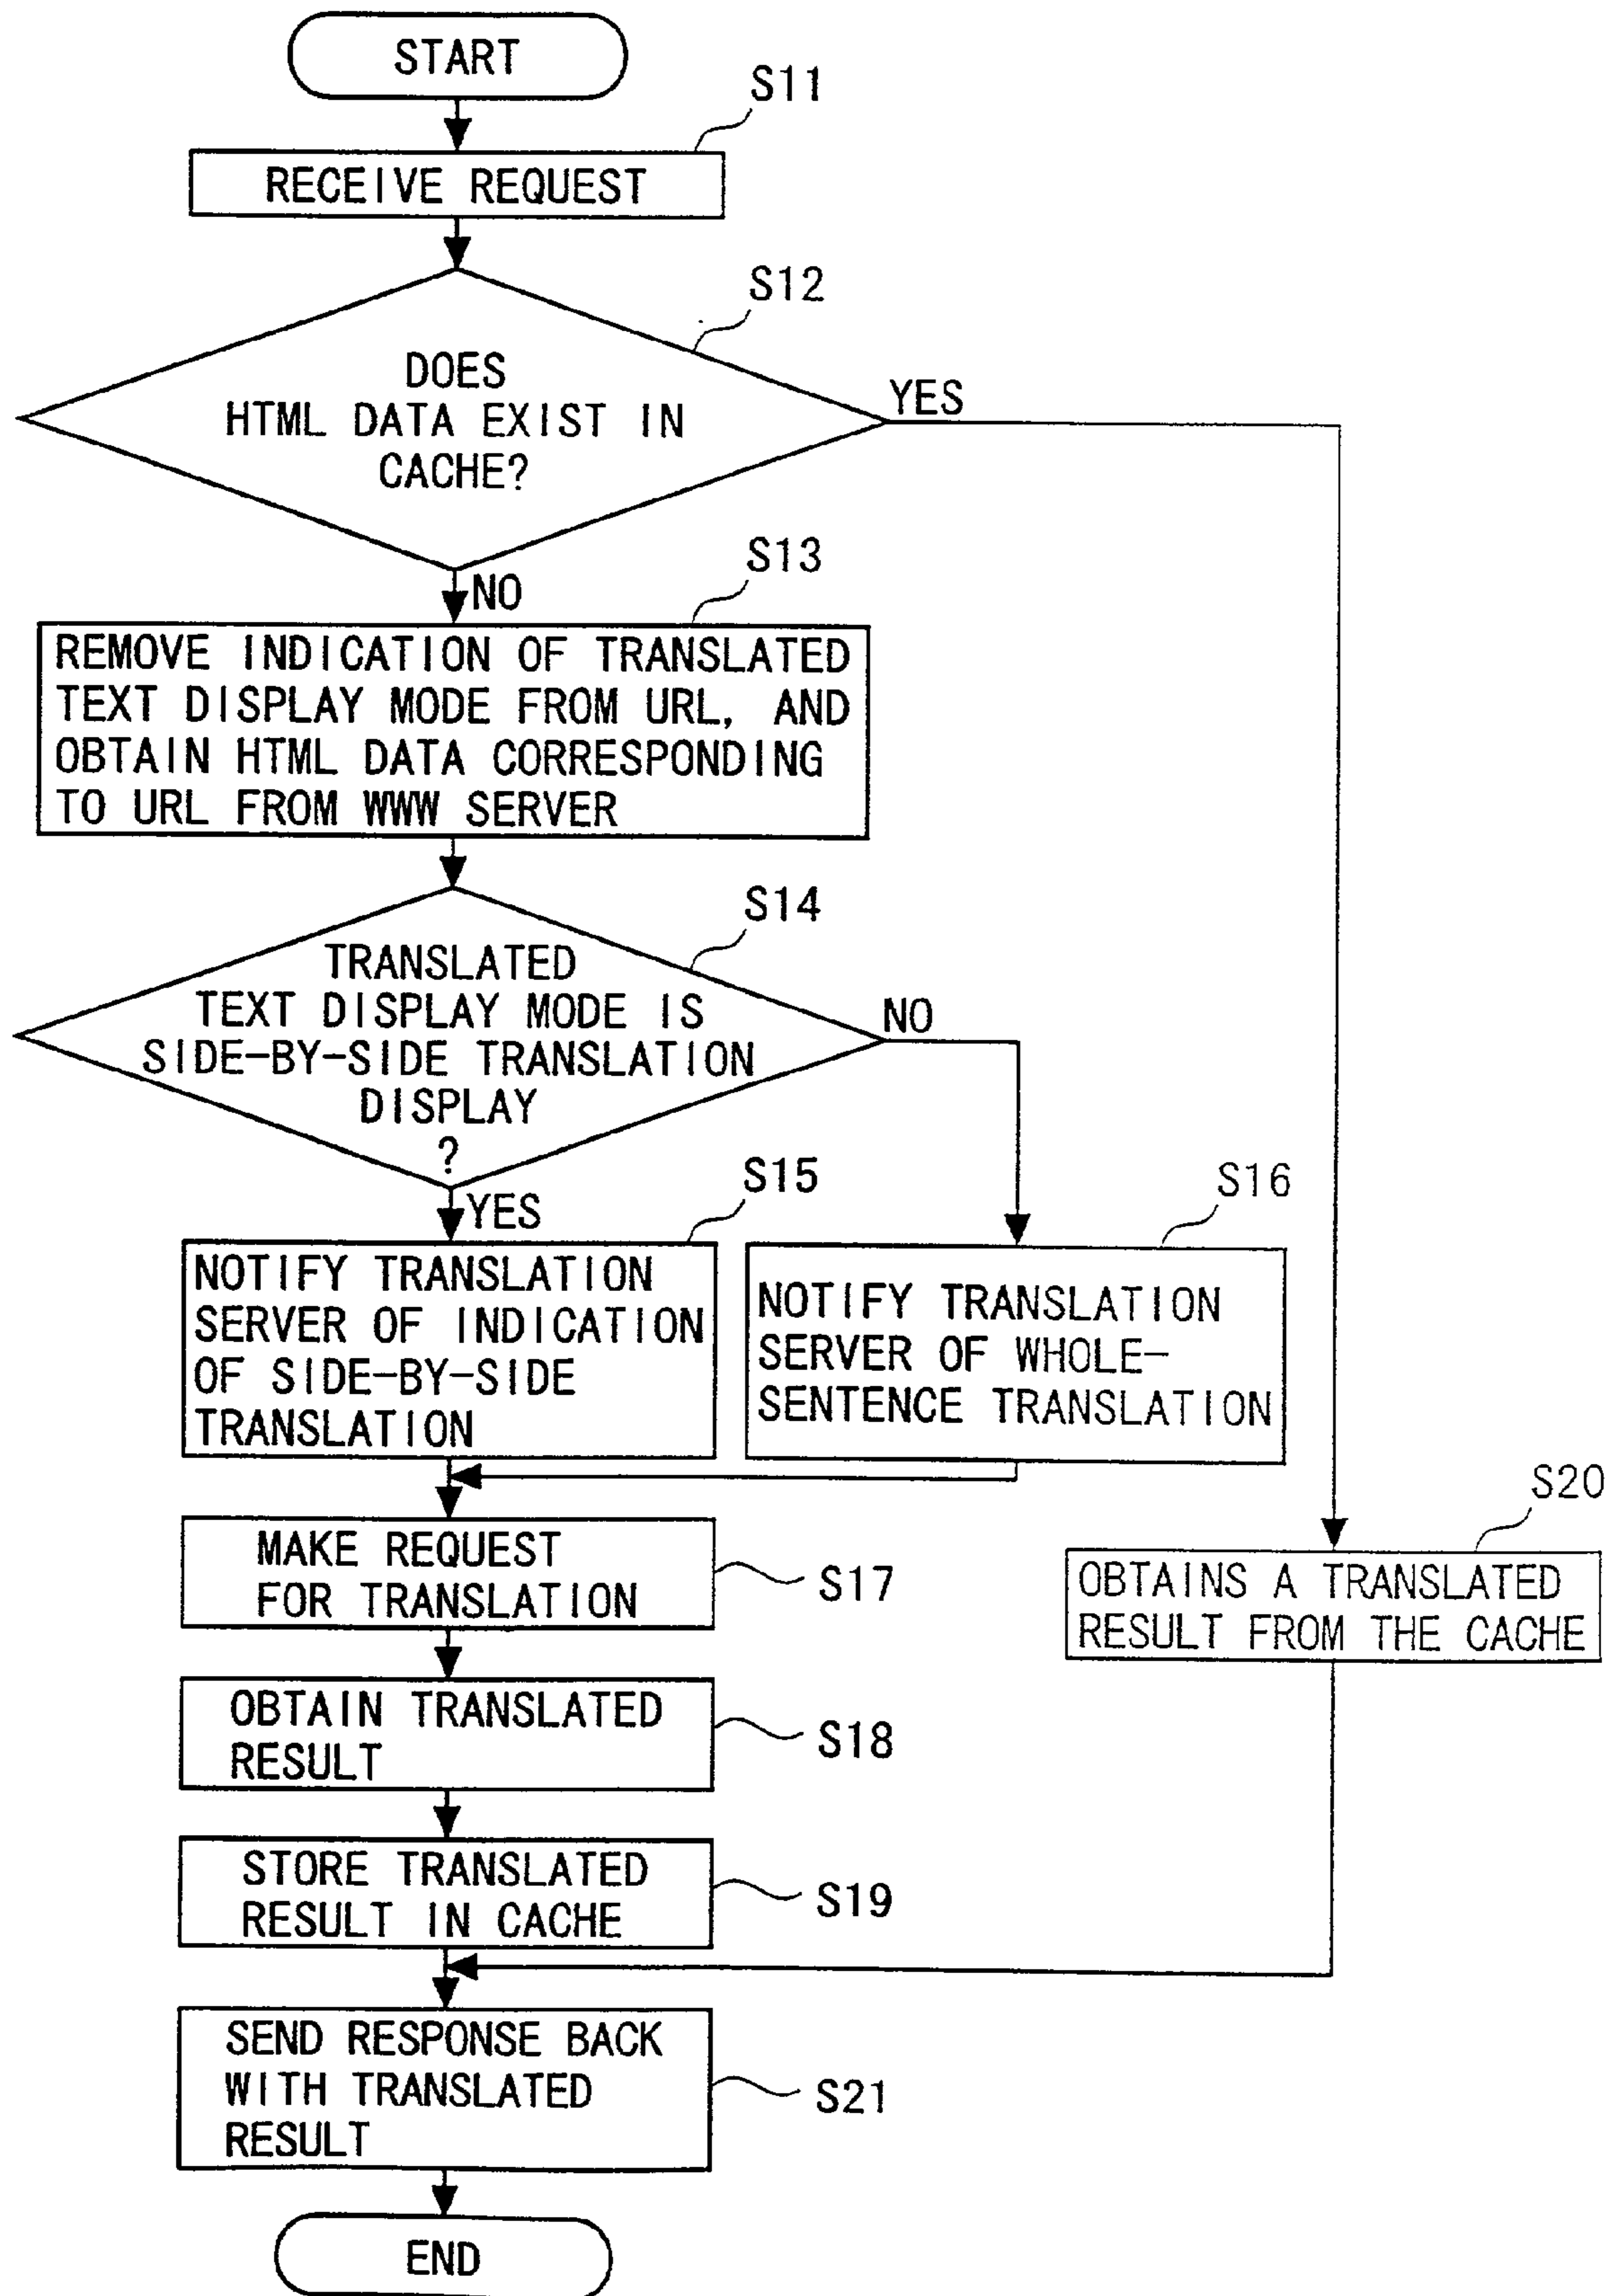 START
S11
RECEIVE REQUEST
S12
DOES
HTML DATA EXIST IN
CACHE?
YES
NO
S13
REMOVE INDICATION OF TRANSLATED
TEXT DISPLAY MODE FROM URL, AND
OBTAIN HTML DATA CORRESPONDING
TO URL FROM WWW SERVER
S14
TRANSLATED
TEXT DISPLAY MODE IS
SIDE-BY-SIDE TRANSLATION
DISPLAY
?
NO
YES
S15
NOTIFY TRANSLATION
SERVER OF INDICATION
OF SIDE-BY-SIDE
TRANSLATION
S16
NOTIFY TRANSLATION
SERVER OF WHOLE-
SENTENCE TRANSLATION
MAKE REQUEST
FOR TRANSLATION
S17
S20
OBTAINS A TRANSLATED
RESULT FROM THE CACHE
OBTAIN TRANSLATED
RESULT
S18
STORE TRANSLATED
RESULT IN CACHE
S19
SEND RESPONSE BACK
WITH TRANSLATED
RESULT
S21
END